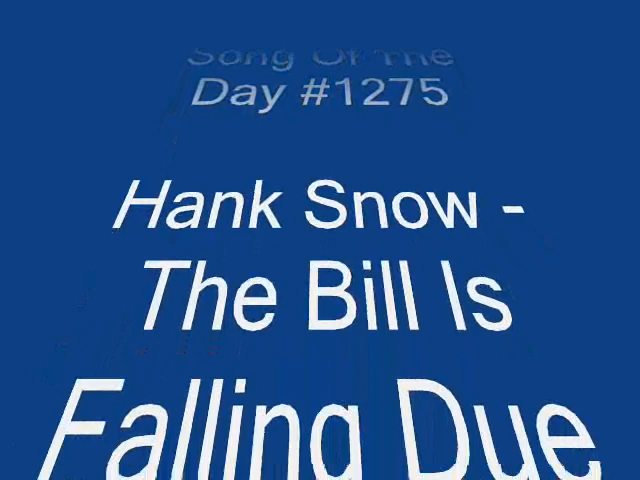 Song Of The
Day #1275
Hank Snow -
The Bill Is
Falling Due